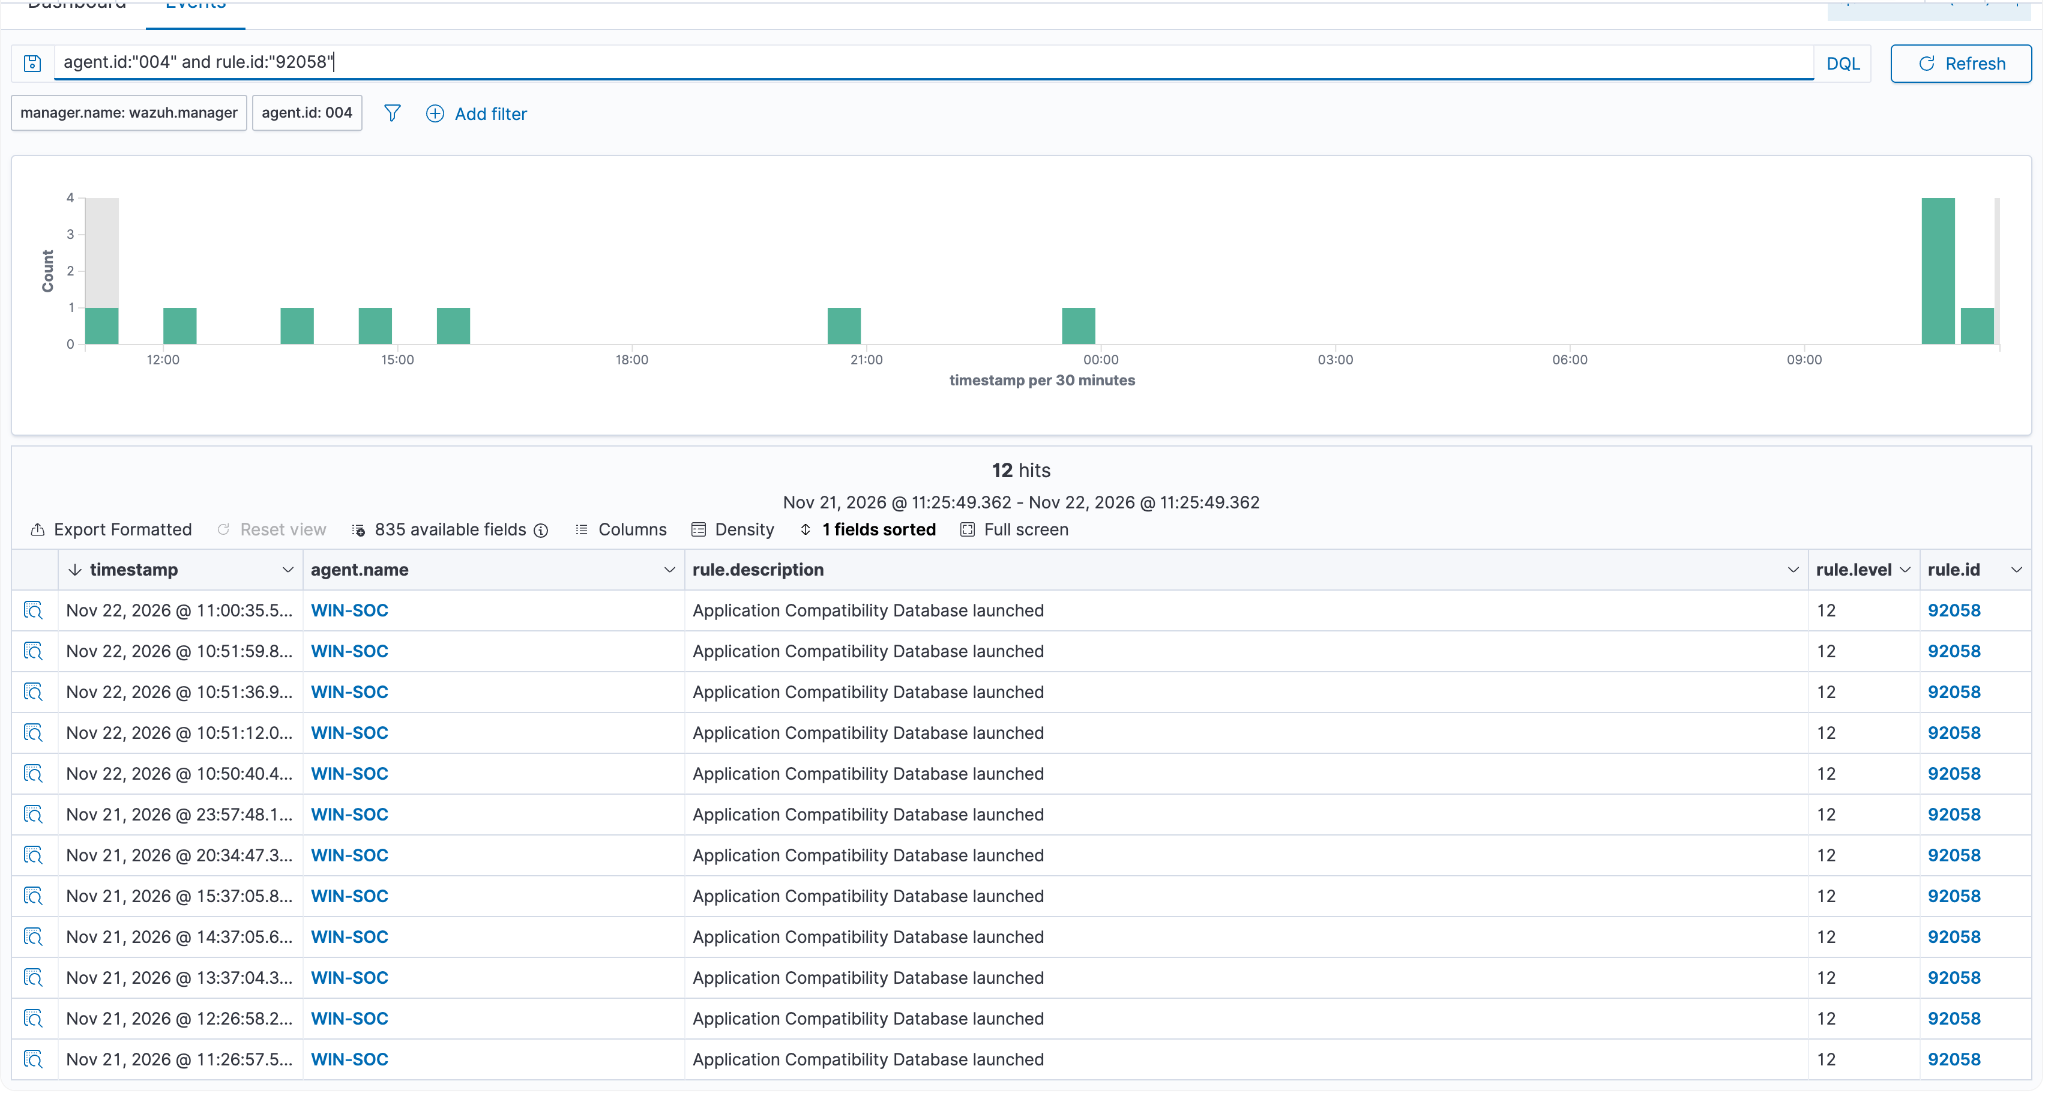 Dashboard Events
agent.id:"004" and rule.id:"92058" DQL Refresh
manager.name: wazuh.manager agent.id: 004 Add filter
4
3
2
1
0
Count
12:00 15:00 18:00 21:00 00:00 03:00 06:00 09:00
timestamp per 30 minutes
12 hits
Nov 21, 2026 @ 11:25:49.362 - Nov 22, 2026 @ 11:25:49.362
Export Formatted Reset view 835 available fields Columns Density 1 fields sorted Full screen
timestamp agent.name rule.description rule.level rule.id
Nov 22, 2026 @ 11:00:35.5... WIN-SOC Application Compatibility Database launched 12 92058
Nov 22, 2026 @ 10:51:59.8... WIN-SOC Application Compatibility Database launched 12 92058
Nov 22, 2026 @ 10:51:36.9... WIN-SOC Application Compatibility Database launched 12 92058
Nov 22, 2026 @ 10:51:12.0... WIN-SOC Application Compatibility Database launched 12 92058
Nov 22, 2026 @ 10:50:40.4... WIN-SOC Application Compatibility Database launched 12 92058
Nov 21, 2026 @ 23:57:48.1... WIN-SOC Application Compatibility Database launched 12 92058
Nov 21, 2026 @ 20:34:47.3... WIN-SOC Application Compatibility Database launched 12 92058
Nov 21, 2026 @ 15:37:05.8... WIN-SOC Application Compatibility Database launched 12 92058
Nov 21, 2026 @ 14:37:05.6... WIN-SOC Application Compatibility Database launched 12 92058
Nov 21, 2026 @ 13:37:04.3... WIN-SOC Application Compatibility Database launched 12 92058
Nov 21, 2026 @ 12:26:58.2... WIN-SOC Application Compatibility Database launched 12 92058
Nov 21, 2026 @ 11:26:57.5... WIN-SOC Application Compatibility Database launched 12 92058